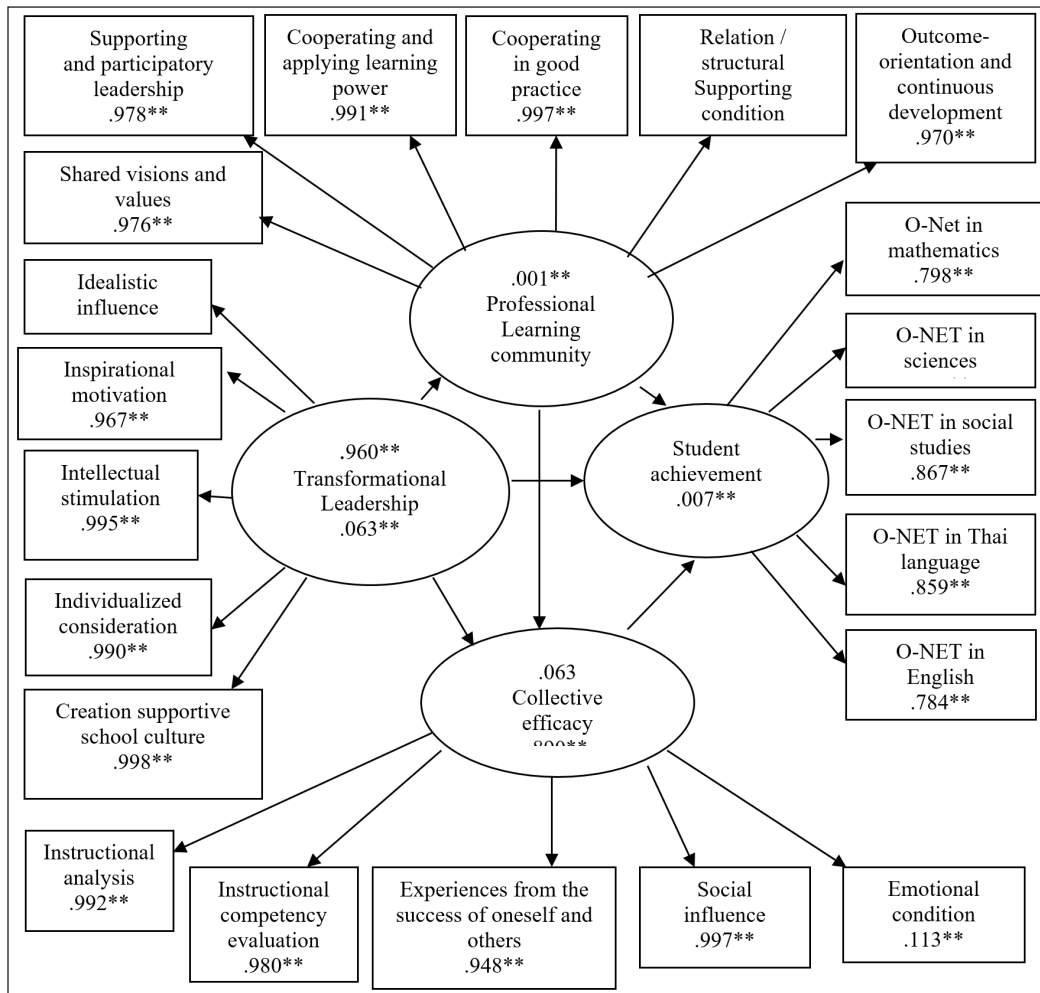 Supporting
and participatory
leadership
.978**
Cooperating and
applying learning
power
.991**
Cooperating
in good
practice
.997**
Relation /
structural
Supporting
condition
Outcome-
orientation and
continuous
development
.970**
Shared visions and
values
.976**
O-Net in
mathematics
.798**
Idealistic
influence
.001**
Professional
Learning
community
O-NET in
sciences
Inspirational
motivation
.967**
O-NET in social
studies
.867**
.960**
Transformational
Leadership
.063**
Student
achievement
.007**
Intellectual
stimulation
.995**
O-NET in Thai
language
.859**
Individualized
consideration
.990**
O-NET in
English
.784**
.063
Collective
efficacy
Creation supportive
school culture
.998**
Instructional
analysis
.992**
Instructional
competency
evaluation
.980**
Experiences from the
success of oneself and
others
.948**
Social
influence
.997**
Emotional
condition
.113**